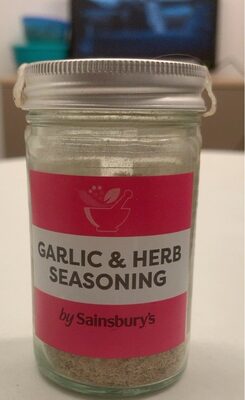 GARLIC & HERB
SEASONING
by Sainsbury's